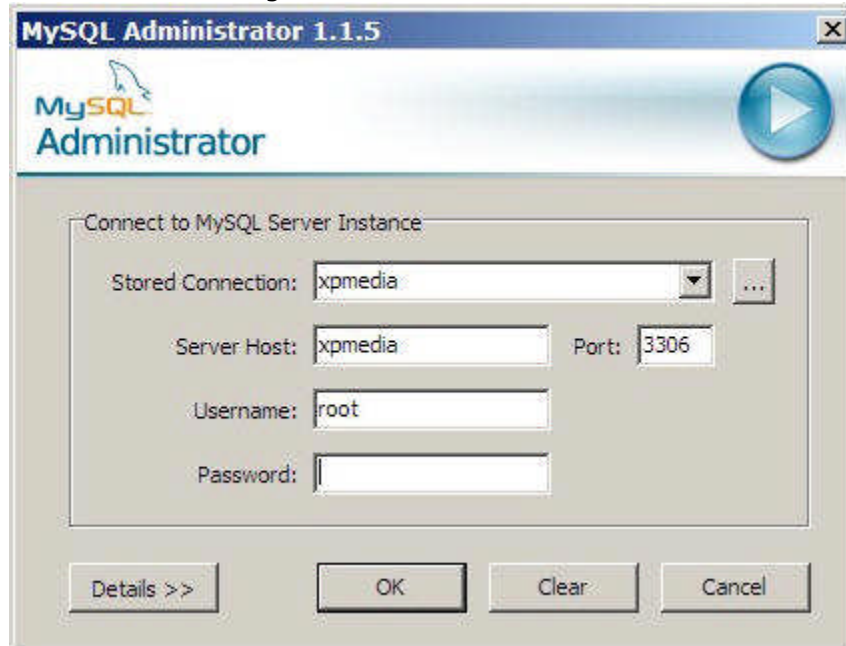 MySQL Administrator 1.1.5
MySQL
Administrator
Connect to MySQL Server Instance
Stored Connection: xpmedia ...
Server Host: xpmedia Port: 3306
Username: root
Password:
Details >> OK Clear Cancel